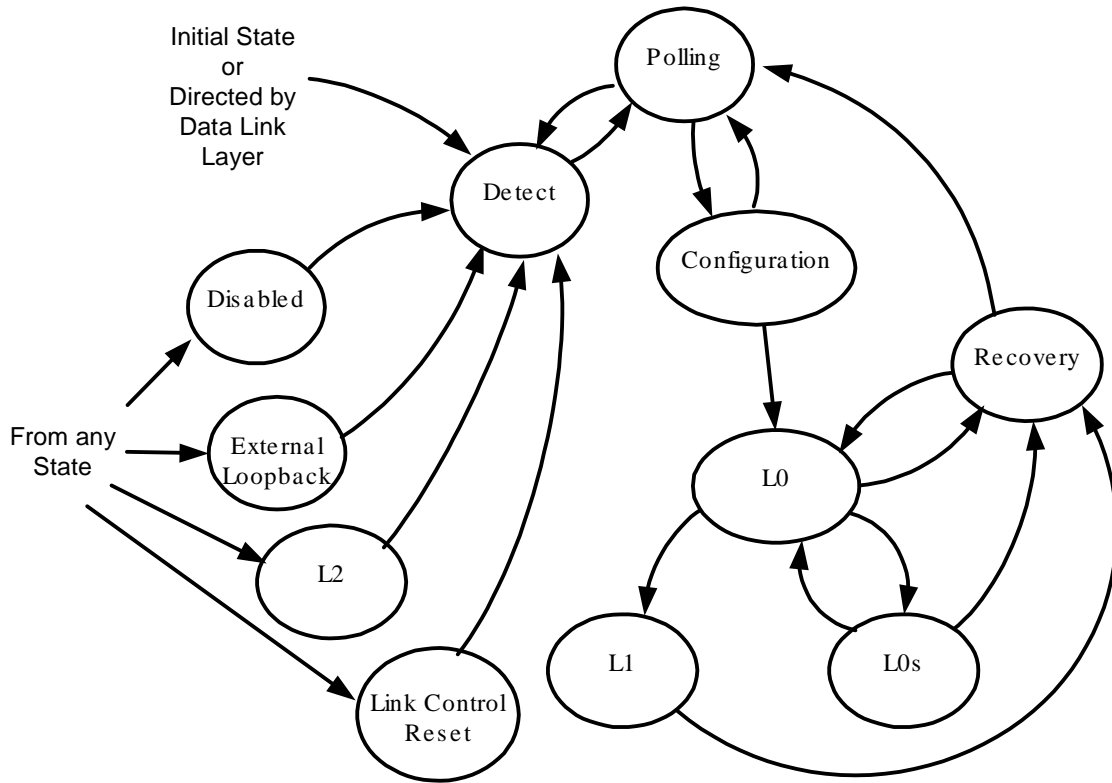 Initial State
or
Directed by
Data Link
Layer
Polling
Detect
Configuration
Disabled
Recovery
From any
State
External
Loopback
L0
L2
L1
L0s
Link Control
Reset